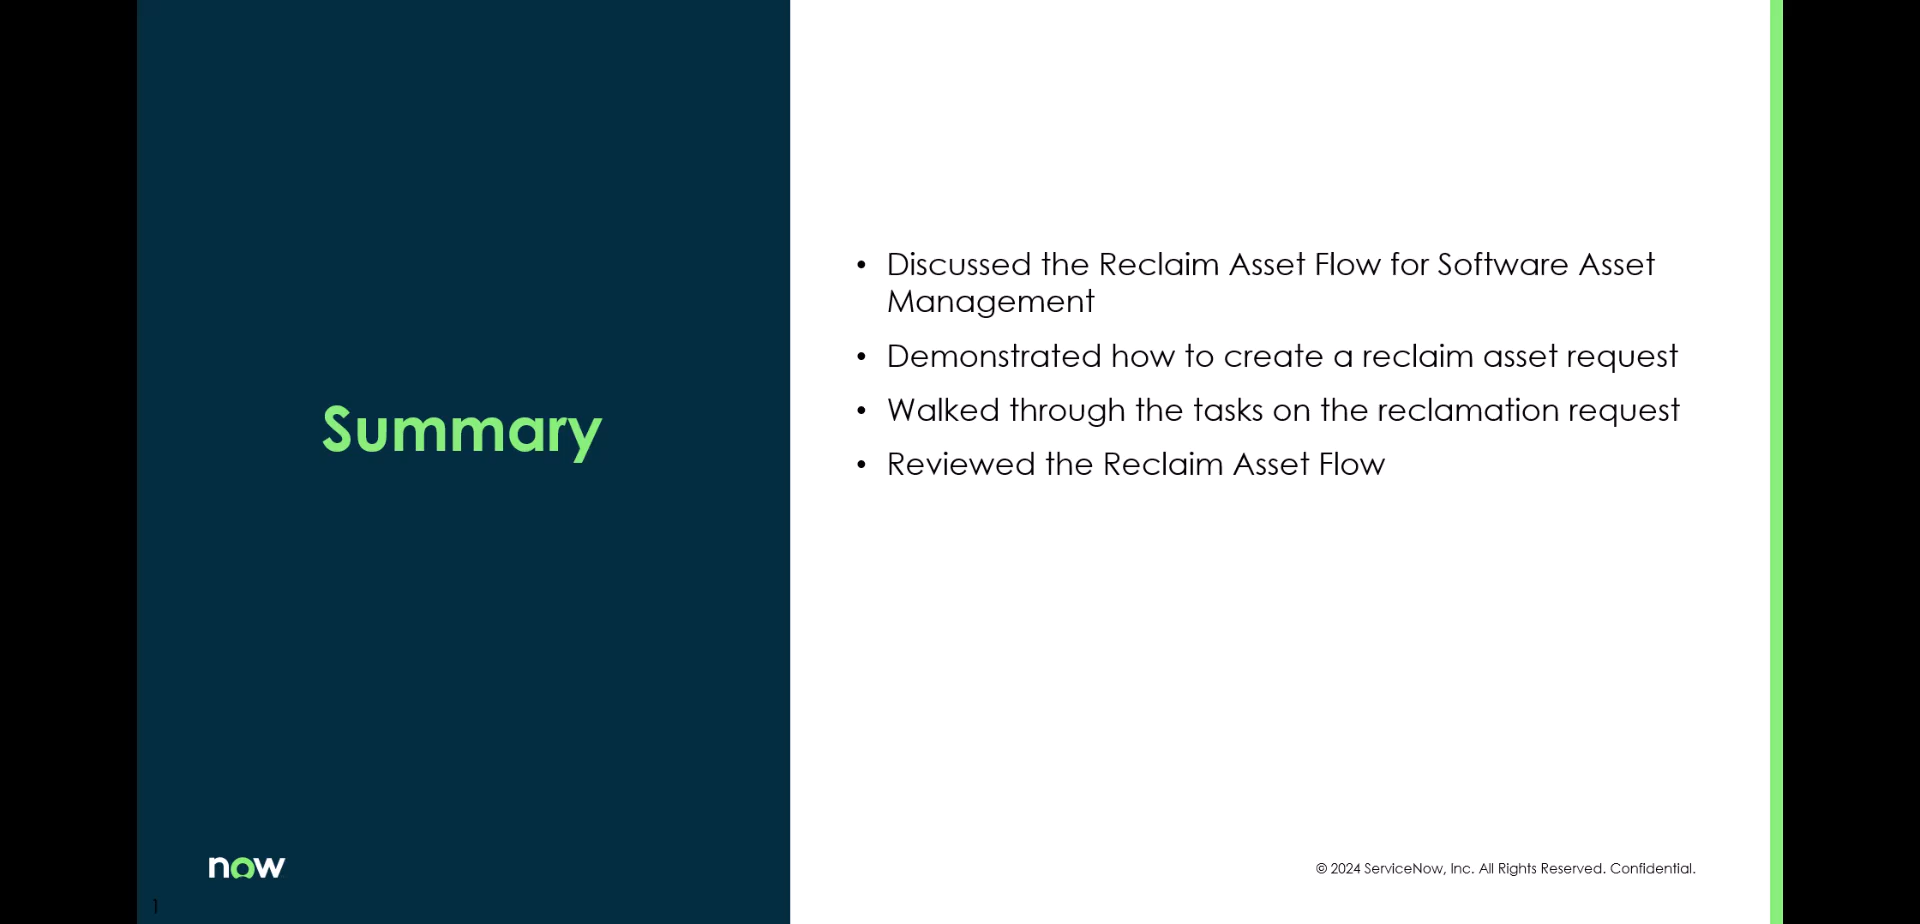 Summary
• Discussed the Reclaim Asset Flow for Software Asset
Management
• Demonstrated how to create a reclaim asset request
• Walked through the tasks on the reclamation request
• Reviewed the Reclaim Asset Flow
now
© 2024 ServiceNow, Inc. All Rights Reserved. Confidential.
1